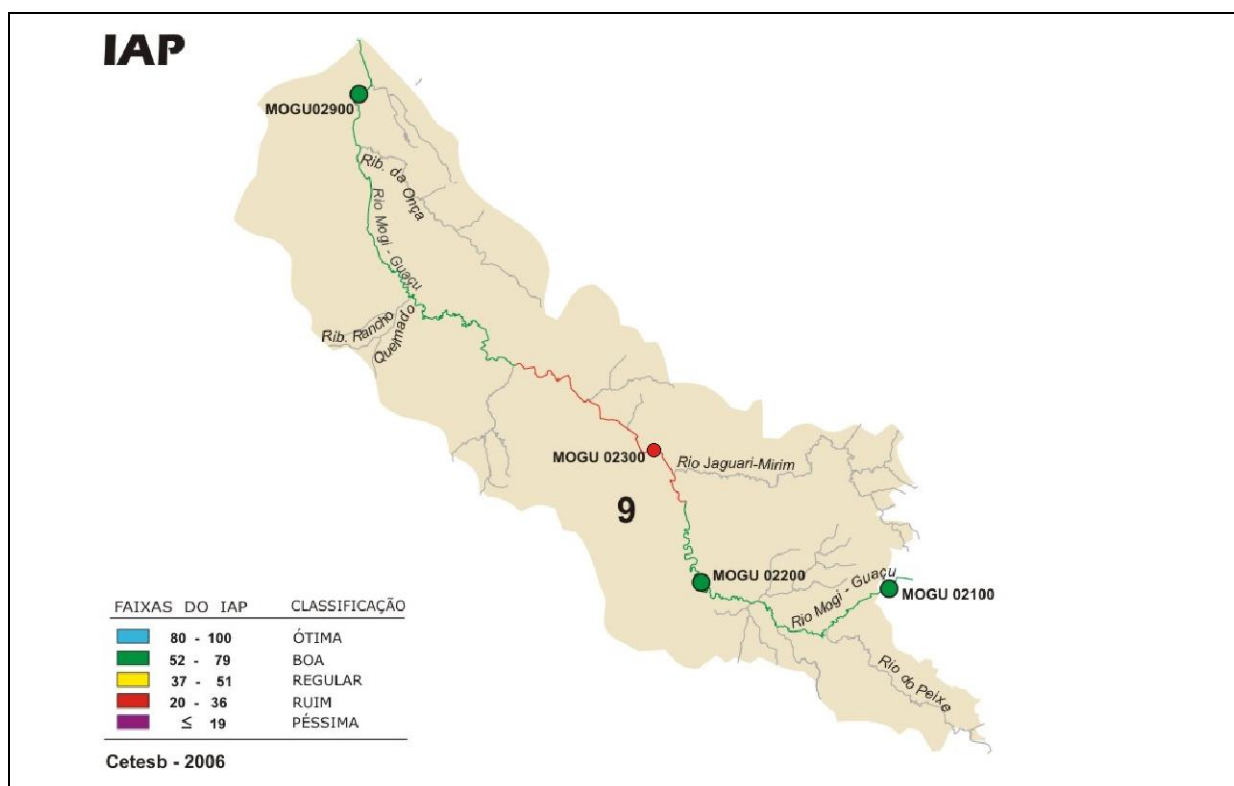 IAP
MOGU02900
Rib. da Onça
Rio Mogi - Guaçu
Rib. Rancho
Queimado
MOGU 02300
Rio Jaguari-Mirim
9
MOGU 02200
Rio Mogi - Guaçu
MOGU 02100
Rio do Peixe
FAIXAS DO IAP CLASSIFICAÇÃO
80 - 100 ÓTIMA
52 - 79 BOA
37 - 51 REGULAR
20 - 36 RUIM
≤ 19 PÉSSIMA
Cetesb - 2006